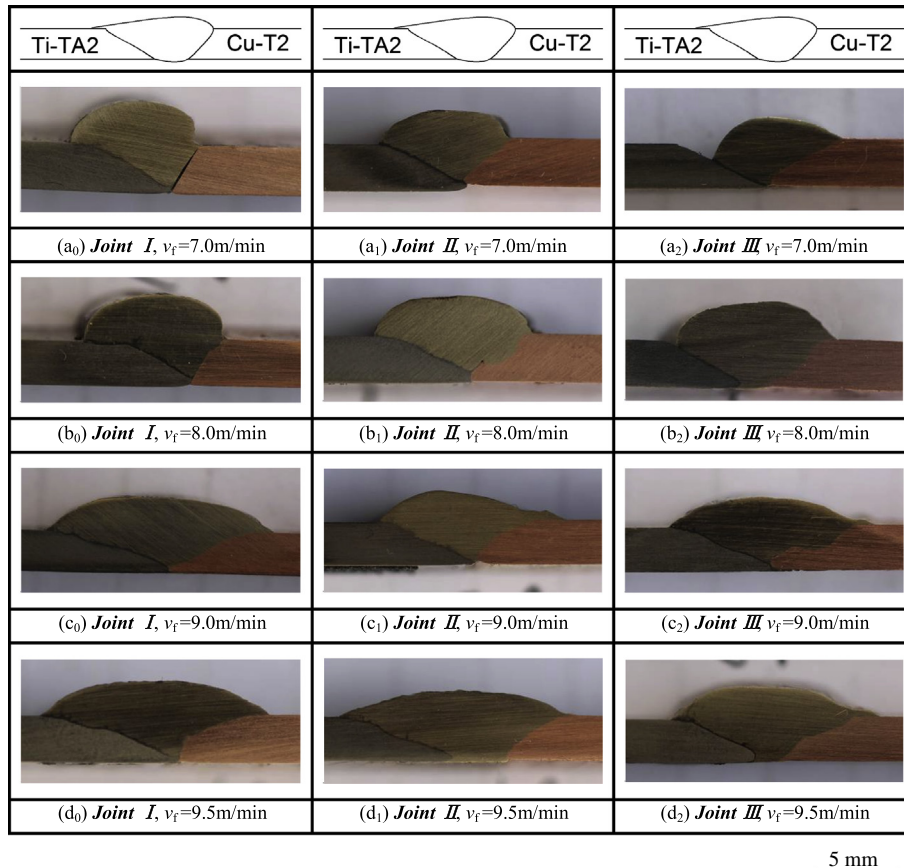 Ti-TA2 Cu-T2 Ti-TA2 Cu-T2 Ti-TA2 Cu-T2
(a₀) Joint Ⅰ, vf=7.0m/min (a₁) Joint Ⅱ, vf=7.0m/min (a₂) Joint Ⅲ, vf=7.0m/min
(b₀) Joint Ⅰ, vf=8.0m/min (b₁) Joint Ⅱ, vf=8.0m/min (b₂) Joint Ⅲ, vf=8.0m/min
(c₀) Joint Ⅰ, vf=9.0m/min (c₁) Joint Ⅱ, vf=9.0m/min (c₂) Joint Ⅲ, vf=9.0m/min
(d₀) Joint Ⅰ, vf=9.5m/min (d₁) Joint Ⅱ, vf=9.5m/min (d₂) Joint Ⅲ, vf=9.5m/min
5 mm